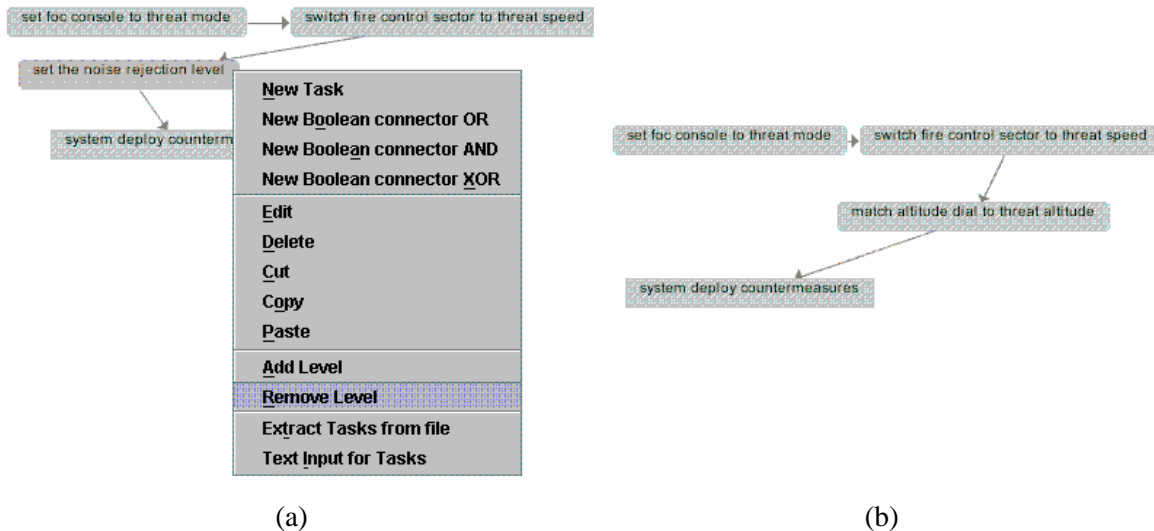 set foc console to threat mode
switch fire control sector to threat speed
set the noise rejection level
system deploy counterm
New Task
New Boolean connector OR
New Boolean connector AND
New Boolean connector XOR
Edit
Delete
Cut
Copy
Paste
Add Level
Remove Level
Extract Tasks from file
Text Input for Tasks
(a)
set foc console to threat mode
switch fire control sector to threat speed
match altitude dial to threat altitude
system deploy countermeasures
(b)